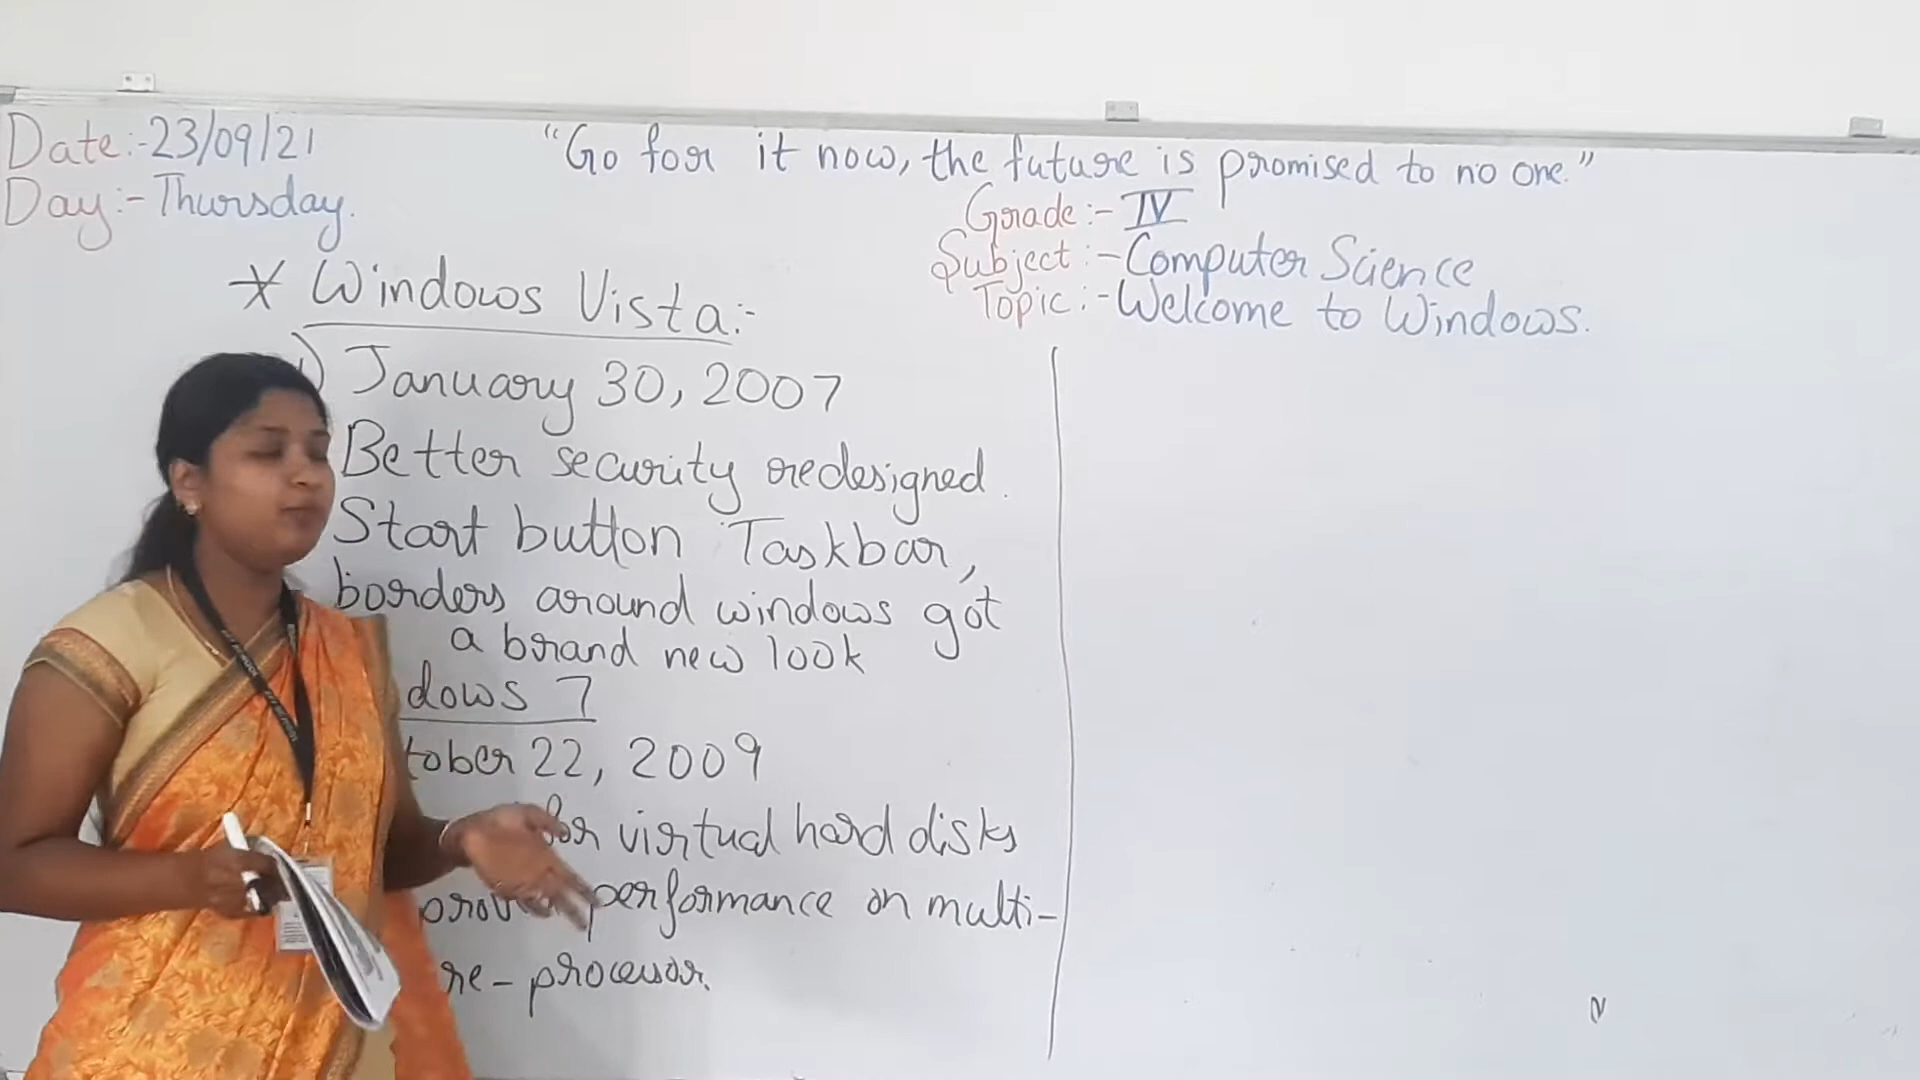 Date:-23/09/21
Day:-Thursday.
"Go for it now, the future is promised to no one."
Grade:- IV
Subject:-Computer Science
Topic:-Welcome to Windows.
* Windows Vista:-
January 30, 2007
Better security redesigned.
Start button Taskbar,
borders around windows got
a brand new look
dows 7
tober 22, 2009
for virtual hard disks
performance on multi-
re-processor.